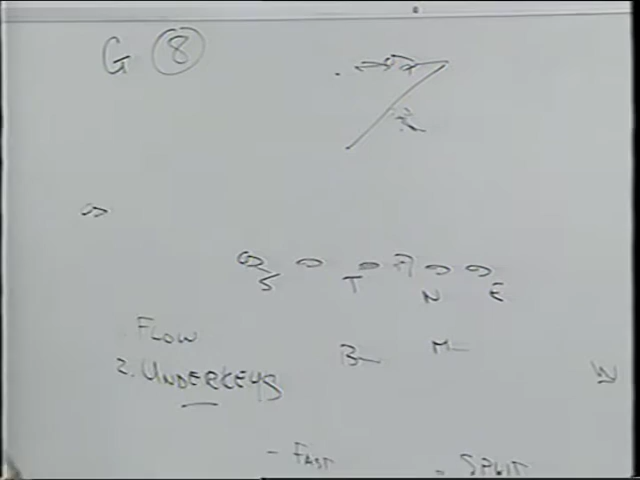 G 8
S T N E
FLOW
B M W
2. UNDERKEYS
- FAST - SPLIT